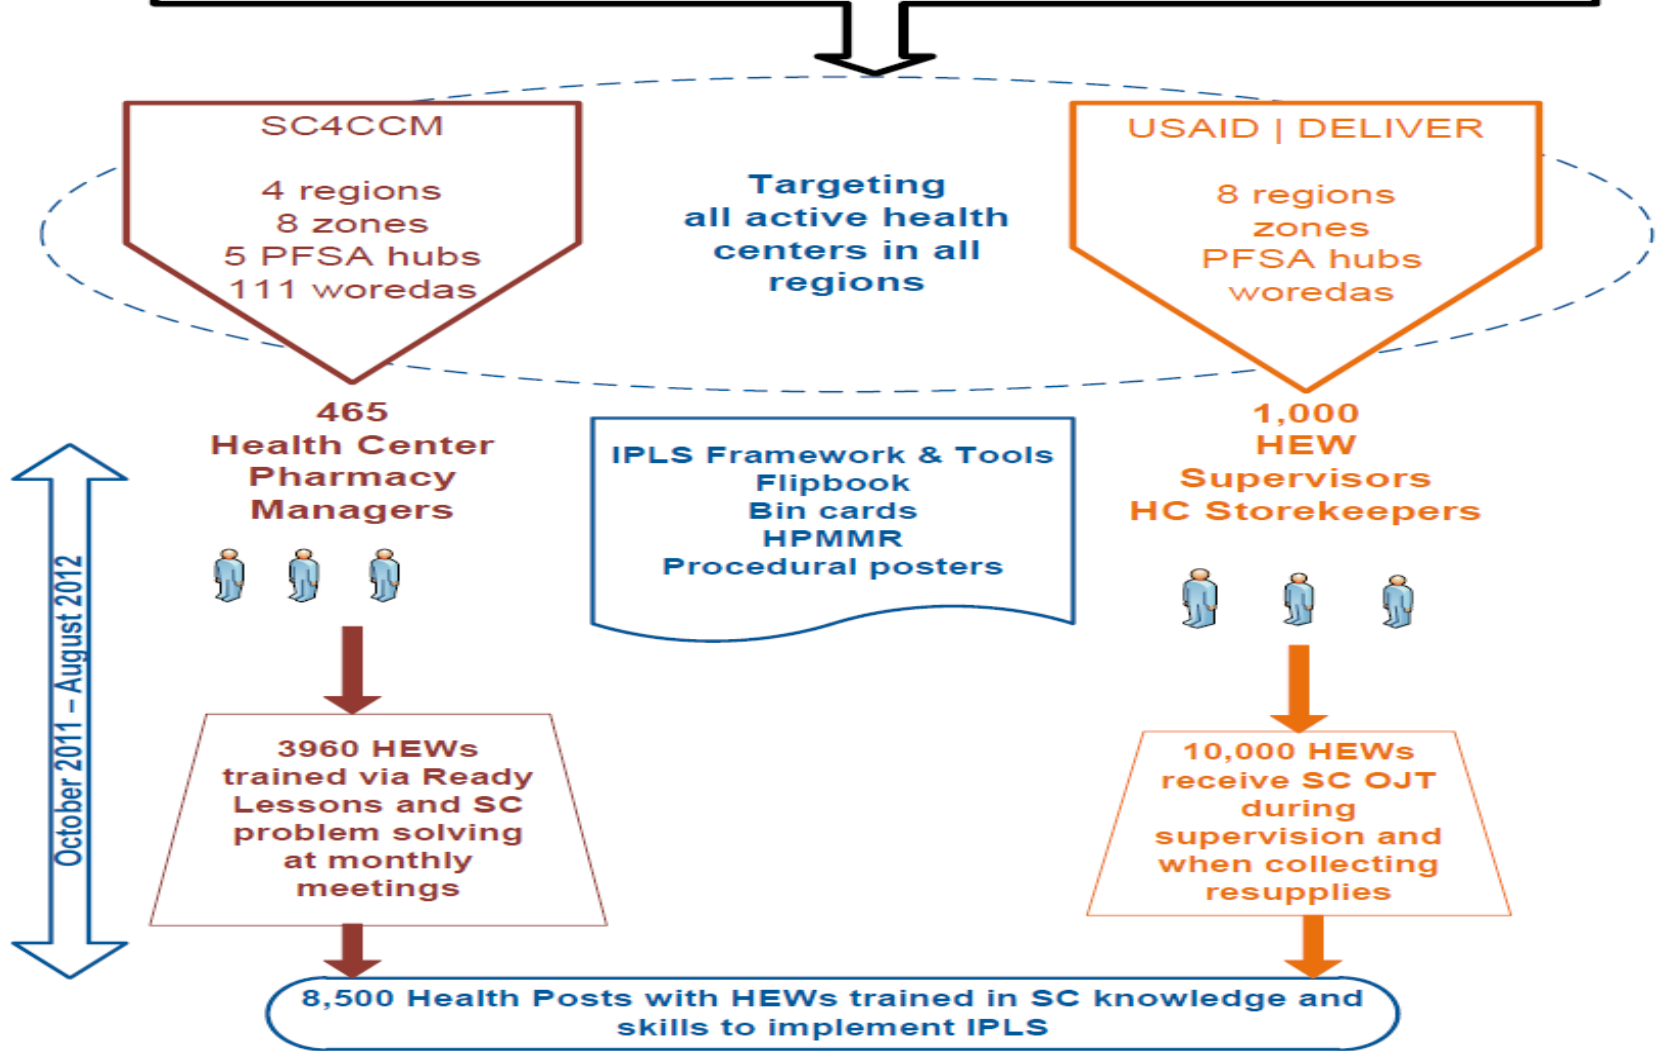 SC4CCM
4 regions
8 zones
5 PFSA hubs
111 woredas
Targeting
all active health
centers in all
regions
USAID | DELIVER
8 regions
zones
PFSA hubs
woredas
465
Health Center
Pharmacy
Managers
IPLS Framework & Tools
Flipbook
Bin cards
HPMMR
Procedural posters
1,000
HEW
Supervisors
HC Storekeepers
October 2011 – August 2012
3960 HEWs
trained via Ready
Lessons and SC
problem solving
at monthly
meetings
10,000 HEWs
receive SC OJT
during
supervision and
when collecting
resupplies
8,500 Health Posts with HEWs trained in SC knowledge and
skills to implement IPLS